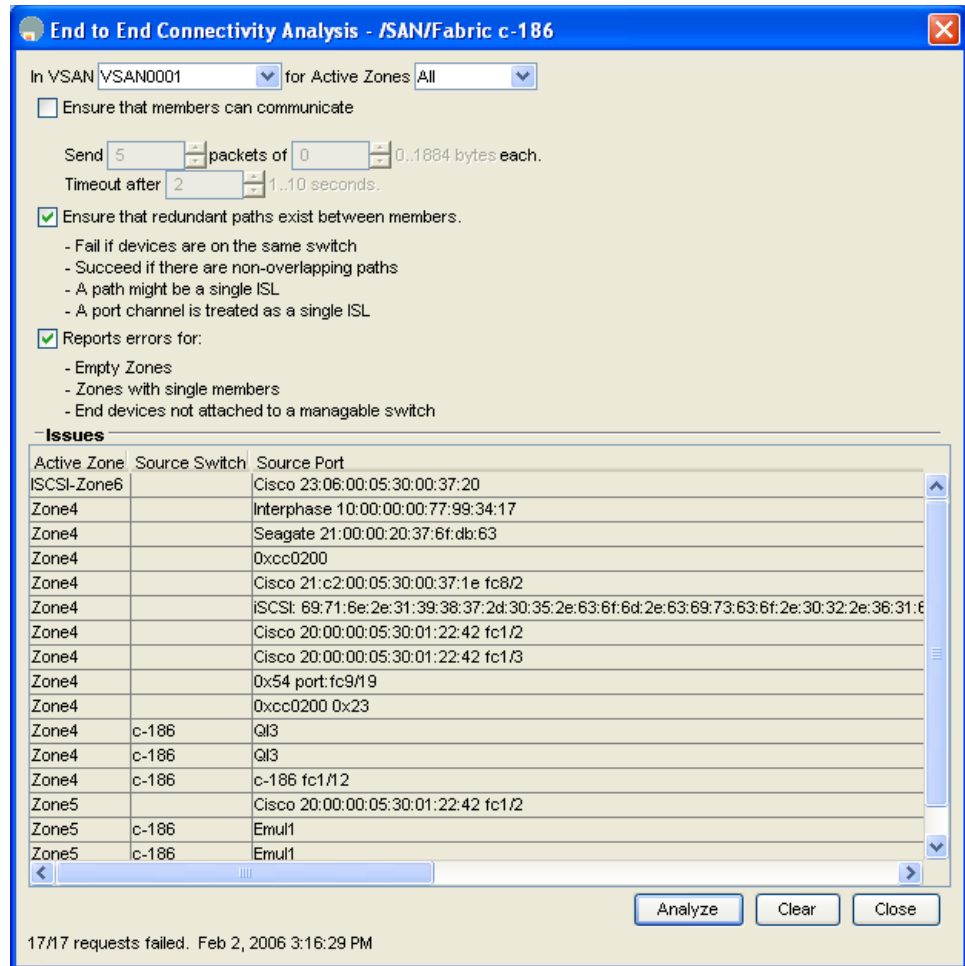 End to End Connectivity Analysis - /SAN/Fabric c-186
In VSAN VSAN0001 for Active Zones All
Ensure that members can communicate
Send 5 packets of 0 0..1884 bytes each.
Timeout after 2 1..10 seconds.
Ensure that redundant paths exist between members.
- Fail if devices are on the same switch
- Succeed if there are non-overlapping paths
- A path might be a single ISL
- A port channel is treated as a single ISL
Reports errors for:
- Empty Zones
- Zones with single members
- End devices not attached to a managable switch
Issues
Active Zone Source Switch Source Port
ISCSI-Zone6 Cisco 23:06:00:05:30:00:37:20
Zone4 Interphase 10:00:00:00:77:99:34:17
Zone4 Seagate 21:00:00:20:37:6f:db:63
Zone4 0xcc0200
Zone4 Cisco 21:c2:00:05:30:00:37:1e fc8/2
Zone4 iSCSI: 69:71:6e:2e:31:39:38:37:2d:30:35:2e:63:6f:6d:2e:63:69:73:63:6f:2e:30:32:2e:36:31:6
Zone4 Cisco 20:00:00:05:30:01:22:42 fc1/2
Zone4 Cisco 20:00:00:05:30:01:22:42 fc1/3
Zone4 0x54 port:fc9/19
Zone4 0xcc0200 0x23
Zone4 c-186 Ql3
Zone4 c-186 Ql3
Zone4 c-186 c-186 fc1/12
Zone5 Cisco 20:00:00:05:30:01:22:42 fc1/2
Zone5 c-186 Emul1
Zone5 c-186 Emul1
Analyze Clear Close
17/17 requests failed. Feb 2, 2006 3:16:29 PM